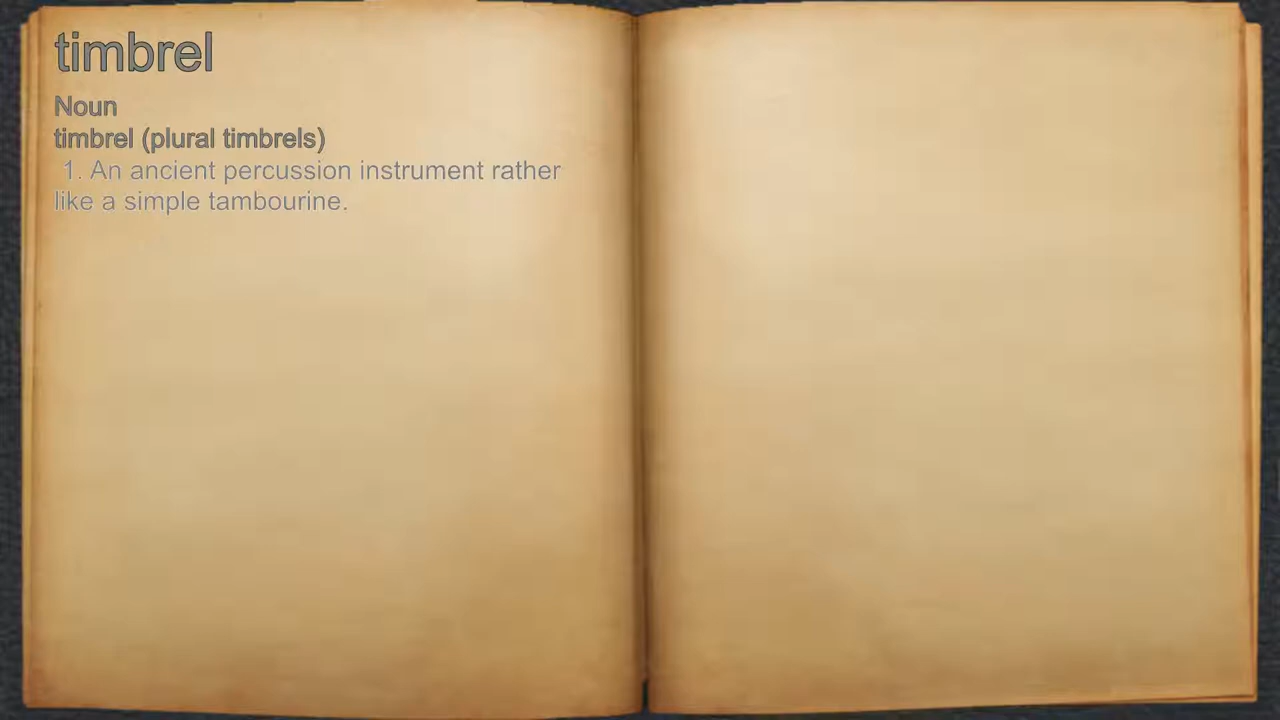 timbrel
Noun
timbrel (plural timbrels)
1. An ancient percussion instrument rather
like a simple tambourine.